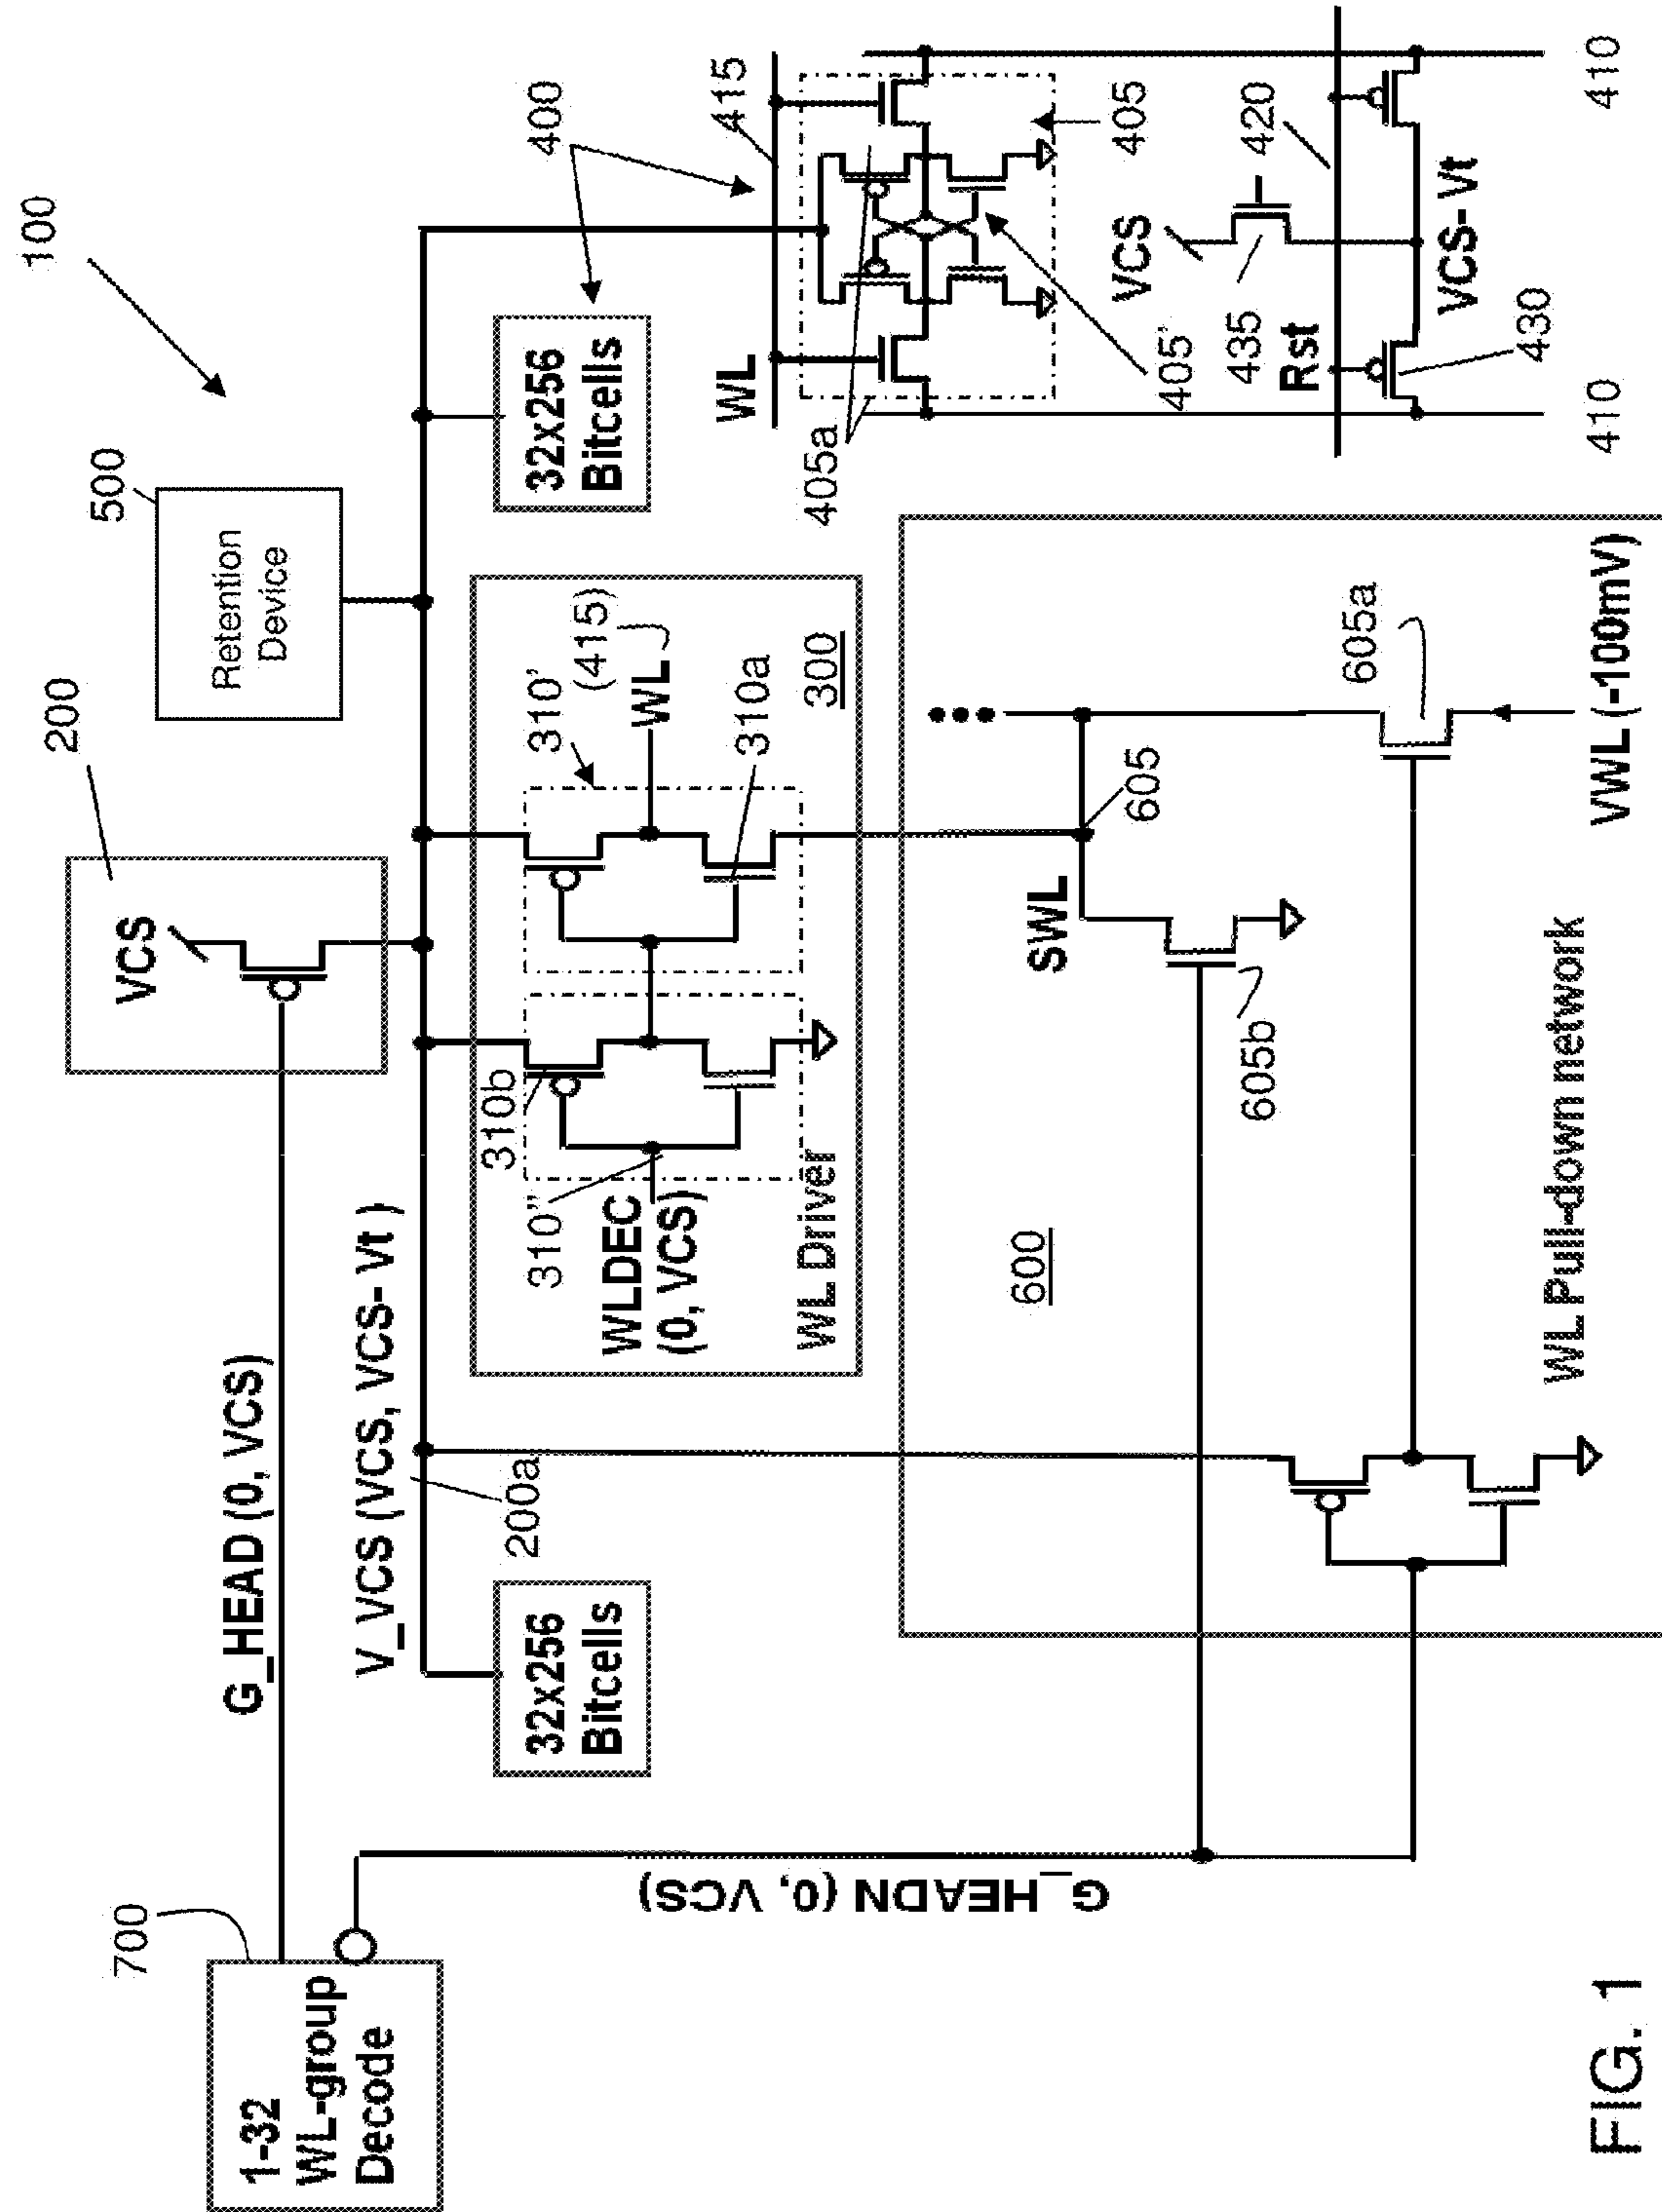 100
700
1-32
WL-group
Decode
G_HEAD (0, VCS)
200
VCS
500
Retention
Device
V_VCS (VCS, VCS- Vt )
200a
32x256
Bitcells
32x256
Bitcells
400
310b
310"
WLDEC
(0, VCS)
WL Driver
310'
WL
(415)
310a
300
WL
415
405a
405
405'
VCS
435
Rst
420
VCS- Vt
430
410
410
G_HEADN (0, VCS)
600
SWL
605
605b
605a
VWL (-100mV)
WL Pull-down network
FIG. 1